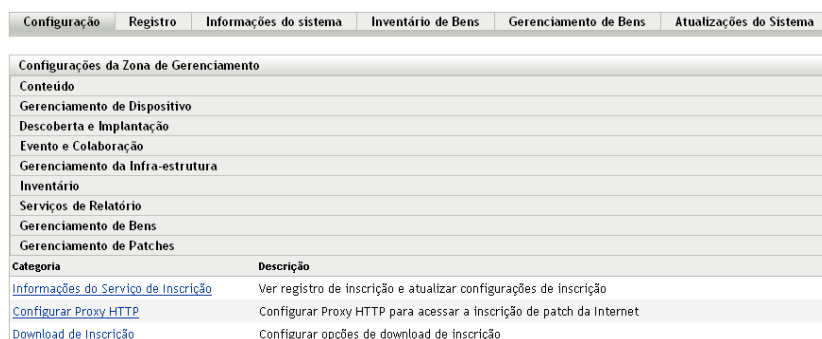 Configuração Registro Informações do sistema Inventário de Bens Gerenciamento de Bens Atualizações do Sistema
Configurações da Zona de Gerenciamento
Conteúdo
Gerenciamento de Dispositivo
Descoberta e Implantação
Evento e Colaboração
Gerenciamento da Infra-estrutura
Inventário
Serviços de Relatório
Gerenciamento de Bens
Gerenciamento de Patches
Categoria Descrição
Informações do Serviço de Inscrição Ver registro de inscrição e atualizar configurações de inscrição
Configurar Proxy HTTP Configurar Proxy HTTP para acessar a inscrição de patch da Internet
Download de Inscrição Configurar opções de download de inscrição